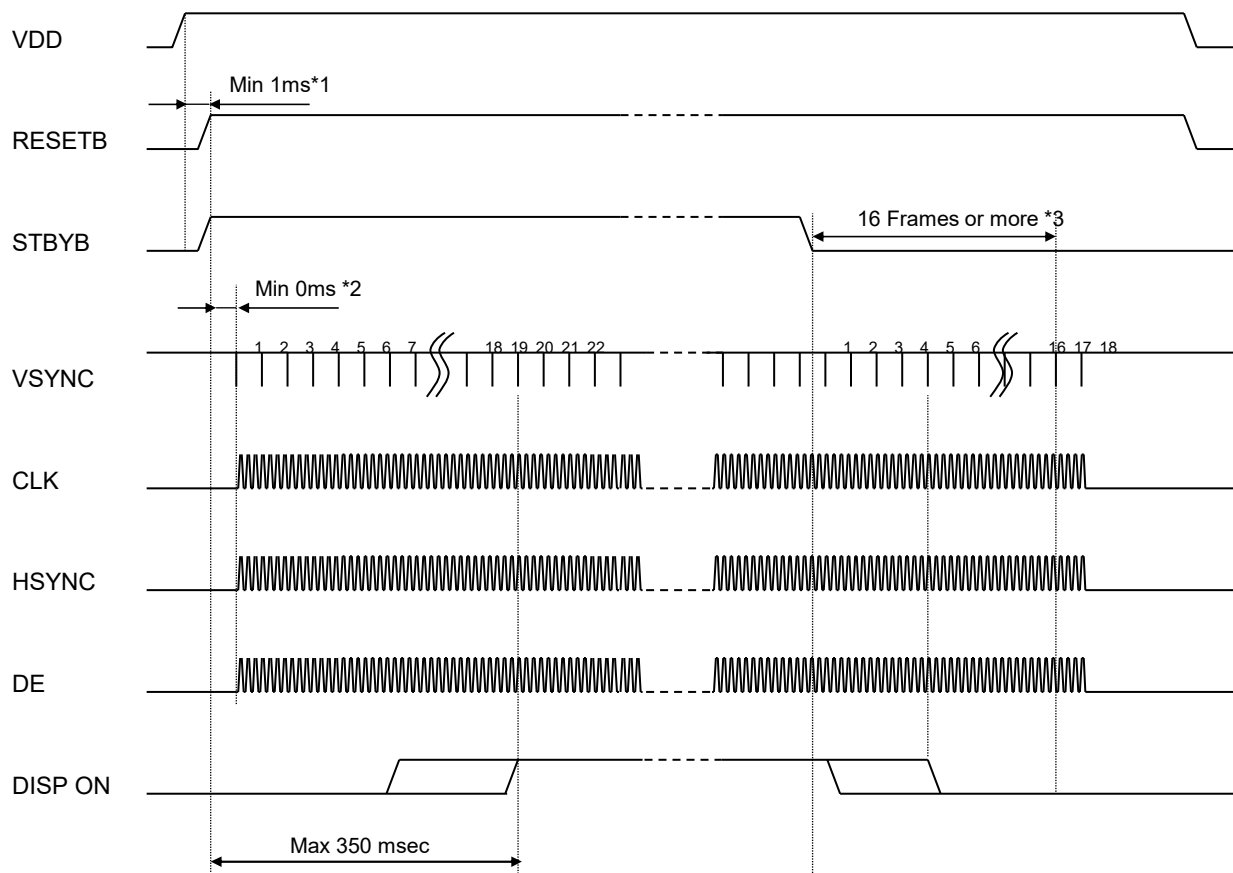 VDD
Min 1ms*1
RESETB
STBYB
16 Frames or more *3
Min 0ms *2
1 2 3 4 5 6 7 18 19 20 21 22 1 2 3 4 5 6 16 17 18
VSYNC
CLK
HSYNC
DE
DISP ON
Max 350 msec